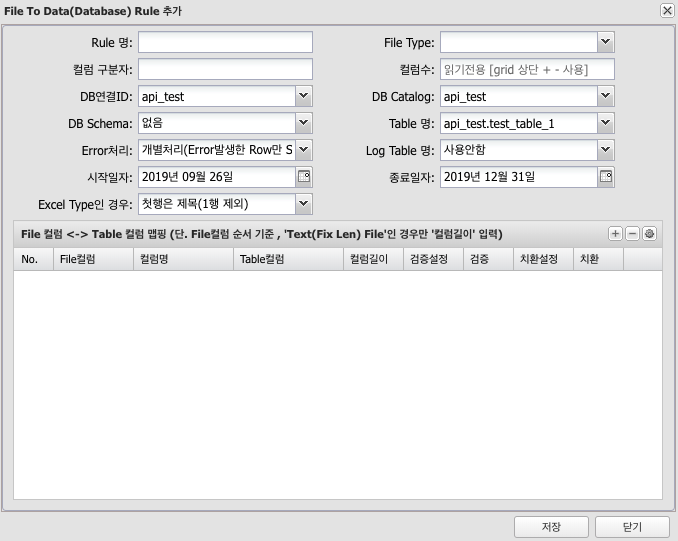 File To Data(Database) Rule 추가
Rule 명:
File Type:
컬럼 구분자:
컬럼수: 읽기전용 [grid 상단 + - 사용]
DB연결ID: api_test
DB Catalog: api_test
DB Schema: 없음
Table 명: api_test.test_table_1
Error처리: 개별처리(Error발생한 Row만 S
Log Table 명: 사용안함
시작일자: 2019년 09월 26일
종료일자: 2019년 12월 31일
Excel Type인 경우: 첫행은 제목(1행 제외)
File 컬럼 <-> Table 컬럼 맵핑 (단. File컬럼 순서 기준 , 'Text(Fix Len) File'인 경우만 '컬럼길이' 입력)
No. File컬럼 컬럼명 Table컬럼 컬럼길이 검증설정 검증 치환설정 치환
저장 닫기